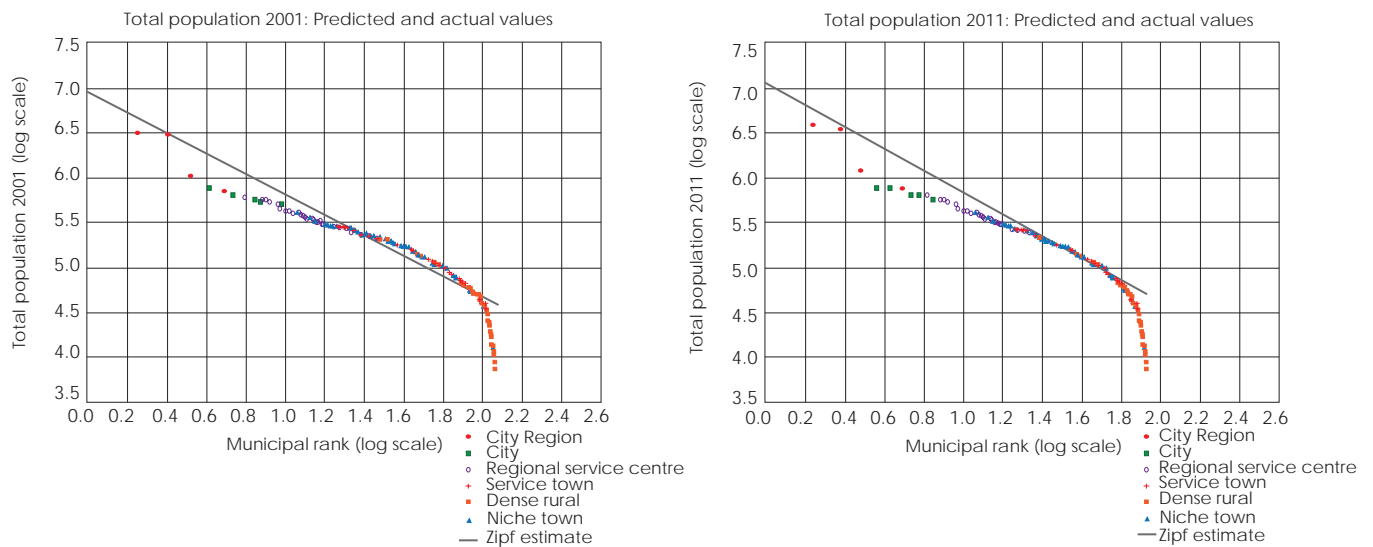 Total population 2001: Predicted and actual values
Total population 2001 (log scale)
7.5
7.0
6.5
6.0
5.5
5.0
4.5
4.0
3.5
0.0 0.2 0.4 0.6 0.8 1.0 1.2 1.4 1.6 1.8 2.0 2.2 2.4 2.6
Municipal rank (log scale)
City Region
City
Regional service centre
Service town
Dense rural
Niche town
Zipf estimate
Total population 2011: Predicted and actual values
Total population 2011 (log scale)
7.5
7.0
6.5
6.0
5.5
5.0
4.5
4.0
3.5
0.0 0.2 0.4 0.6 0.8 1.0 1.2 1.4 1.6 1.8 2.0 2.2 2.4 2.6
Municipal rank (log scale)
City Region
City
Regional service centre
Service town
Dense rural
Niche town
Zipf estimate